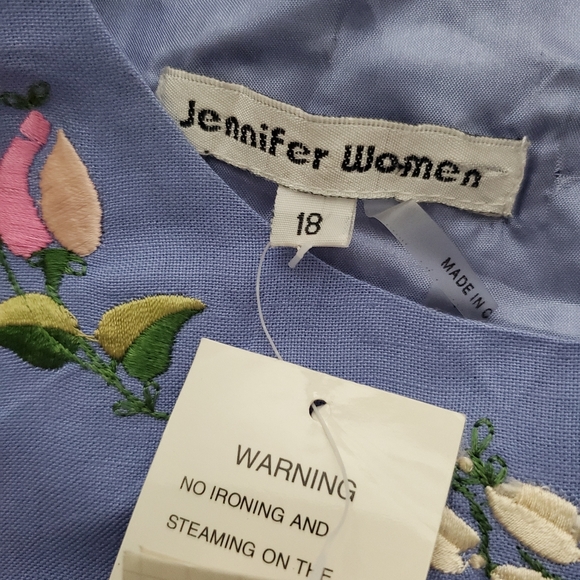 Jennifer Women
18
MADE IN
WARNING
NO IRONING AND
STEAMING ON THE